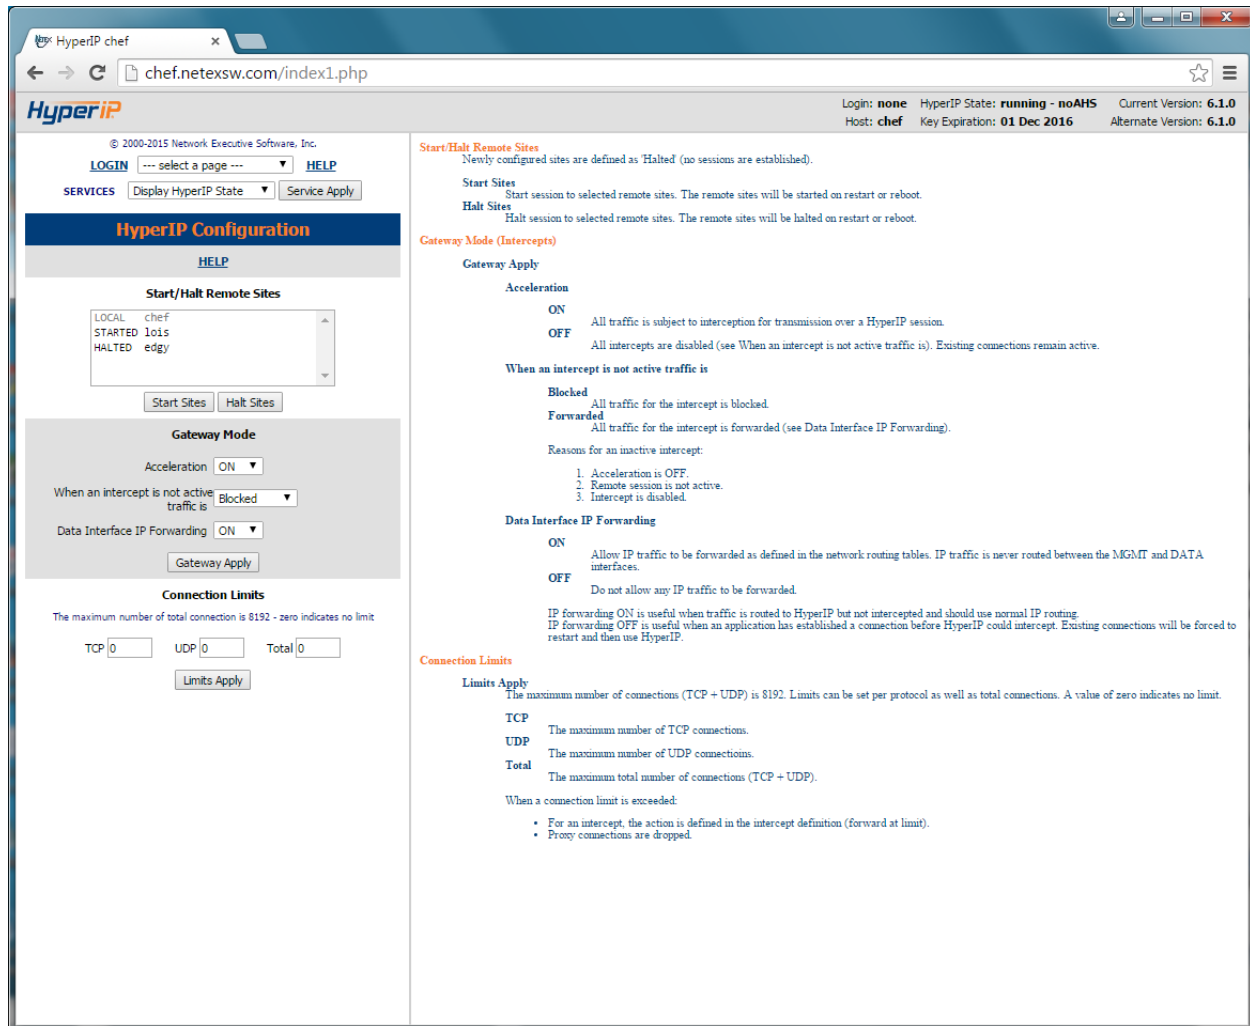 HyperIP chef
chef.netexsw.com/index1.php
HyperIP
Login: none HyperIP State: running - noAHS Current Version: 6.1.0
Host: chef Key Expiration: 01 Dec 2016 Alternate Version: 6.1.0
© 2000-2015 Network Executive Software, Inc.
LOGIN --- select a page --- HELP
SERVICES Display HyperIP State Service Apply
HyperIP Configuration
HELP
Start/Halt Remote Sites
LOCAL chef
STARTED lois
HALTED edgy
Start Sites Halt Sites
Gateway Mode
Acceleration ON
When an intercept is not active
traffic is Blocked
Data Interface IP Forwarding ON
Gateway Apply
Connection Limits
The maximum number of total connection is 8192 - zero indicates no limit
TCP 0 UDP 0 Total 0
Limits Apply
Start/Halt Remote Sites
Newly configured sites are defined as 'Halted' (no sessions are established).
Start Sites
Start session to selected remote sites. The remote sites will be started on restart or reboot.
Halt Sites
Halt session to selected remote sites. The remote sites will be halted on restart or reboot.
Gateway Mode (Intercepts)
Gateway Apply
Acceleration
ON
All traffic is subject to interception for transmission over a HyperIP session.
OFF
All intercepts are disabled (see When an intercept is not active traffic is). Existing connections remain active.
When an intercept is not active traffic is
Blocked
All traffic for the intercept is blocked.
Forwarded
All traffic for the intercept is forwarded (see Data Interface IP Forwarding).
Reasons for an inactive intercept:
1. Acceleration is OFF.
2. Remote session is not active.
3. Intercept is disabled.
Data Interface IP Forwarding
ON
Allow IP traffic to be forwarded as defined in the network routing tables. IP traffic is never routed between the MGMT and DATA
interfaces.
OFF
Do not allow any IP traffic to be forwarded.
IP forwarding ON is useful when traffic is routed to HyperIP but not intercepted and should use normal IP routing.
IP forwarding OFF is useful when an application has established a connection before HyperIP could intercept. Existing connections will be forced to
restart and then use HyperIP.
Connection Limits
Limits Apply
The maximum number of connections (TCP + UDP) is 8192. Limits can be set per protocol as well as total connections. A value of zero indicates no limit.
TCP
The maximum number of TCP connections.
UDP
The maximum number of UDP connectioins.
Total
The maximum total number of connections (TCP + UDP).
When a connection limit is exceeded:
• For an intercept, the action is defined in the intercept definition (forward at limit).
• Proxy connections are dropped.